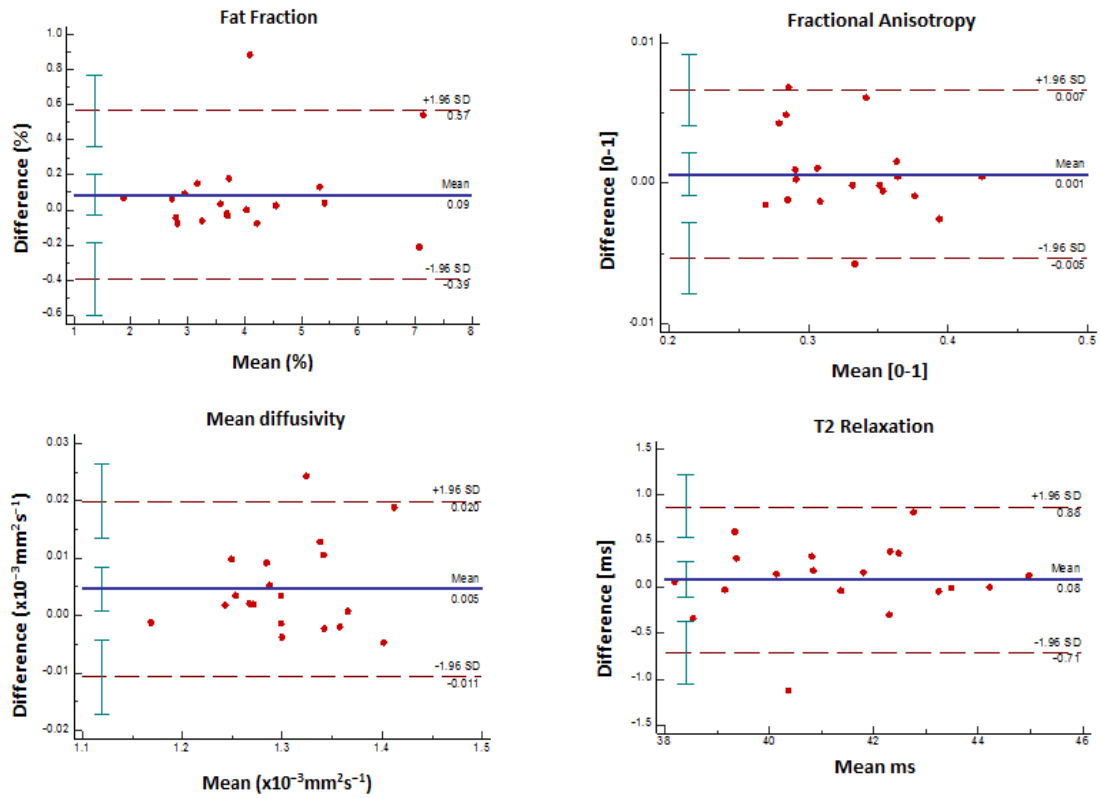 Fat Fraction
1.0
0.8
0.6
0.4
0.2
0.0
-0.2
-0.4
-0.6
Difference (%)
+1.96 SD
0.57
Mean
0.09
-1.96 SD
-0.39
1 2 3 4 5 6 7 8
Mean (%)
Fractional Anisotropy
0.01
0.00
-0.01
Difference [0-1]
+1.96 SD
0.007
Mean
0.001
-1.96 SD
-0.005
0.2 0.3 0.4 0.5
Mean [0-1]
Mean diffusivity
0.03
0.02
0.01
0.00
-0.01
-0.02
Difference (x10⁻³mm²s⁻¹)
+1.96 SD
0.020
Mean
0.005
-1.96 SD
-0.011
1.1 1.2 1.3 1.4 1.5
Mean (x10⁻³mm²s⁻¹)
T2 Relaxation
1.5
1.0
0.5
0.0
-0.5
-1.0
-1.5
Difference [ms]
+1.96 SD
0.88
Mean
0.08
-1.96 SD
-0.71
38 40 42 44 46
Mean ms